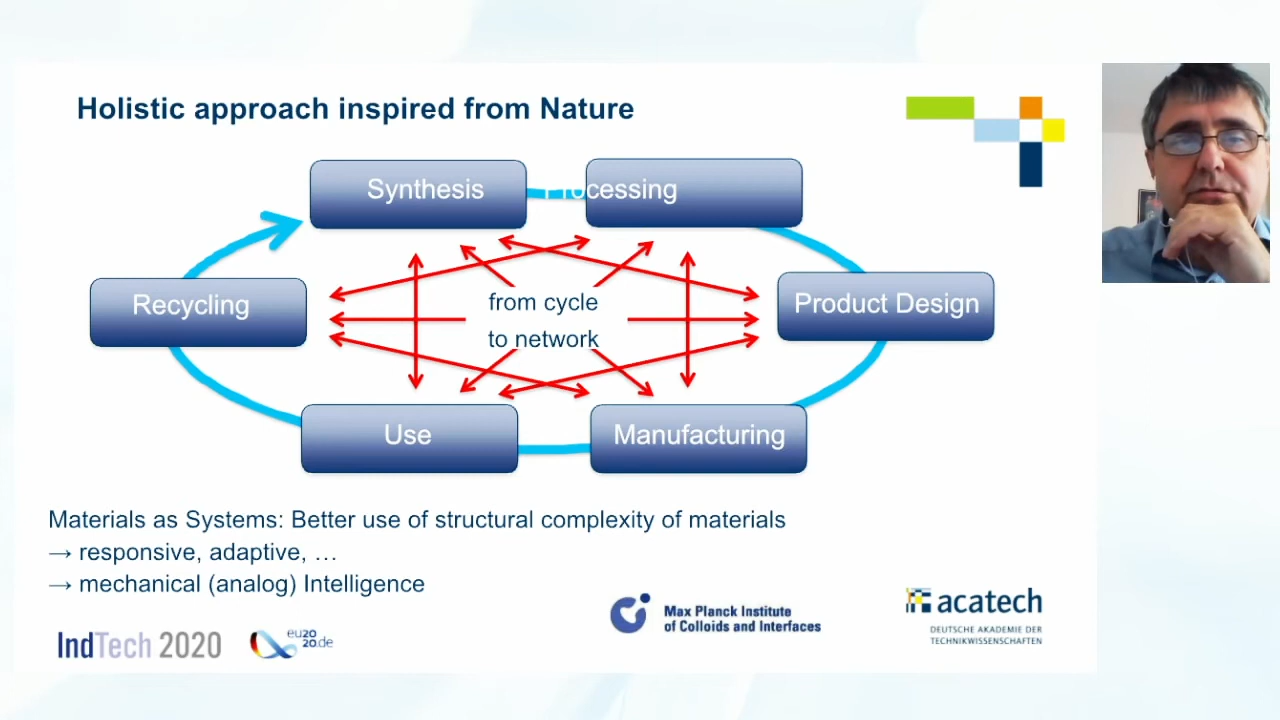 Holistic approach inspired from Nature
Synthesis
Processing
Recycling
from cycle
to network
Product Design
Use
Manufacturing
Materials as Systems: Better use of structural complexity of materials
→ responsive, adaptive, …
→ mechanical (analog) Intelligence
IndTech 2020
eu20
20.de
Max Planck Institute
of Colloids and Interfaces
acatech
DEUTSCHE AKADEMIE DER
TECHNIKWISSENSCHAFTEN